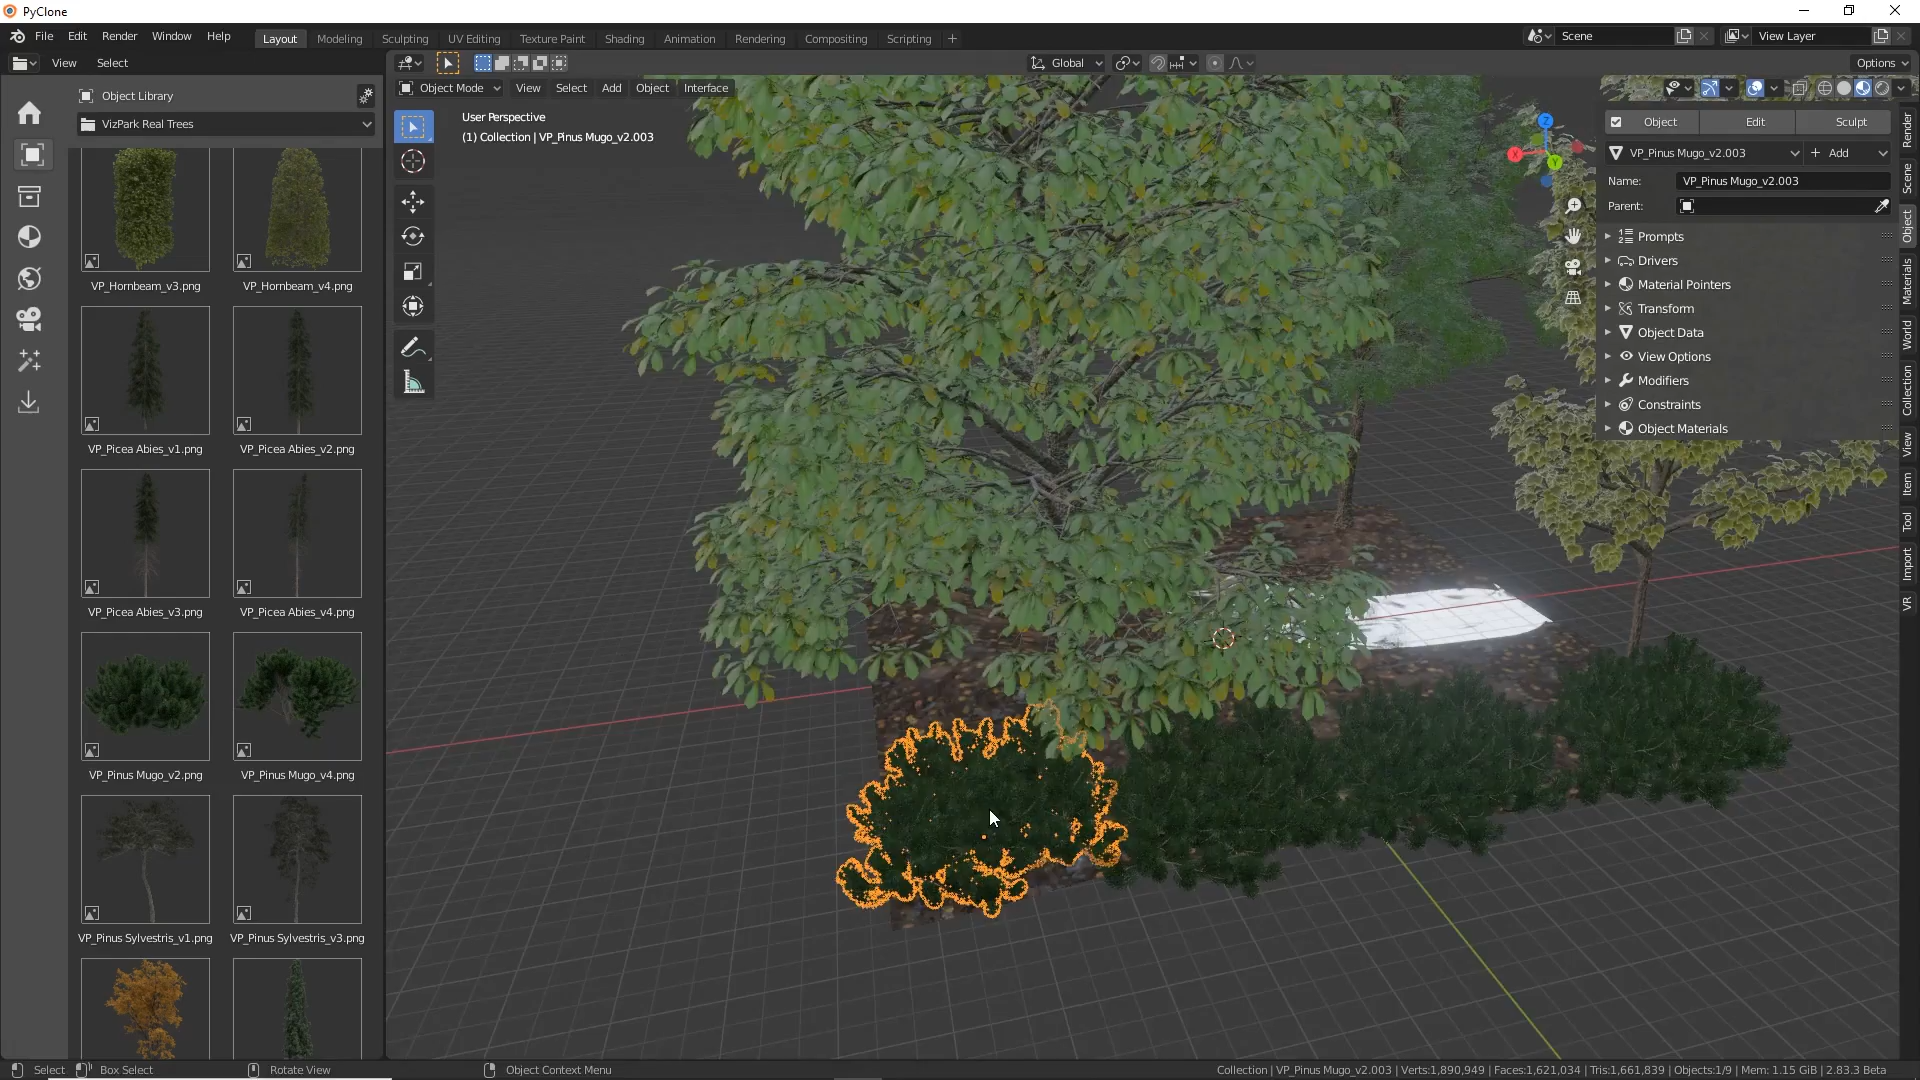 PyClone
File Edit Render Window Help
Layout Modeling Sculpting UV Editing Texture Paint Shading Animation Rendering Compositing Scripting +
Scene
View Layer
View Select
Global
Options
Object Library
Object Mode View Select Add Object Interface
VizPark Real Trees
User Perspective
(1) Collection | VP_Pinus Mugo_v2.003
Object Edit Sculpt
VP_Pinus Mugo_v2.003
+ Add
Name: VP_Pinus Mugo_v2.003
Parent:
Prompts
Drivers
Material Pointers
Transform
Object Data
View Options
Modifiers
Constraints
Object Materials
Render
Scene
Object
Materials
World
Collection
View
Item
Tool
Import
VR
X
Y
Z
VP_Hornbeam_v3.png VP_Hornbeam_v4.png
VP_Picea Abies_v1.png VP_Picea Abies_v2.png
VP_Picea Abies_v3.png VP_Picea Abies_v4.png
VP_Pinus Mugo_v2.png VP_Pinus Mugo_v4.png
VP_Pinus Sylvestris_v1.png VP_Pinus Sylvestris_v3.png
Select Box Select Rotate View Object Context Menu
Collection | VP_Pinus Mugo_v2.003 | Verts:1,890,949 | Faces:1,621,034 | Tris:1,661,839 | Objects:1/9 | Mem: 1.15 GiB | 2.83.3 Beta